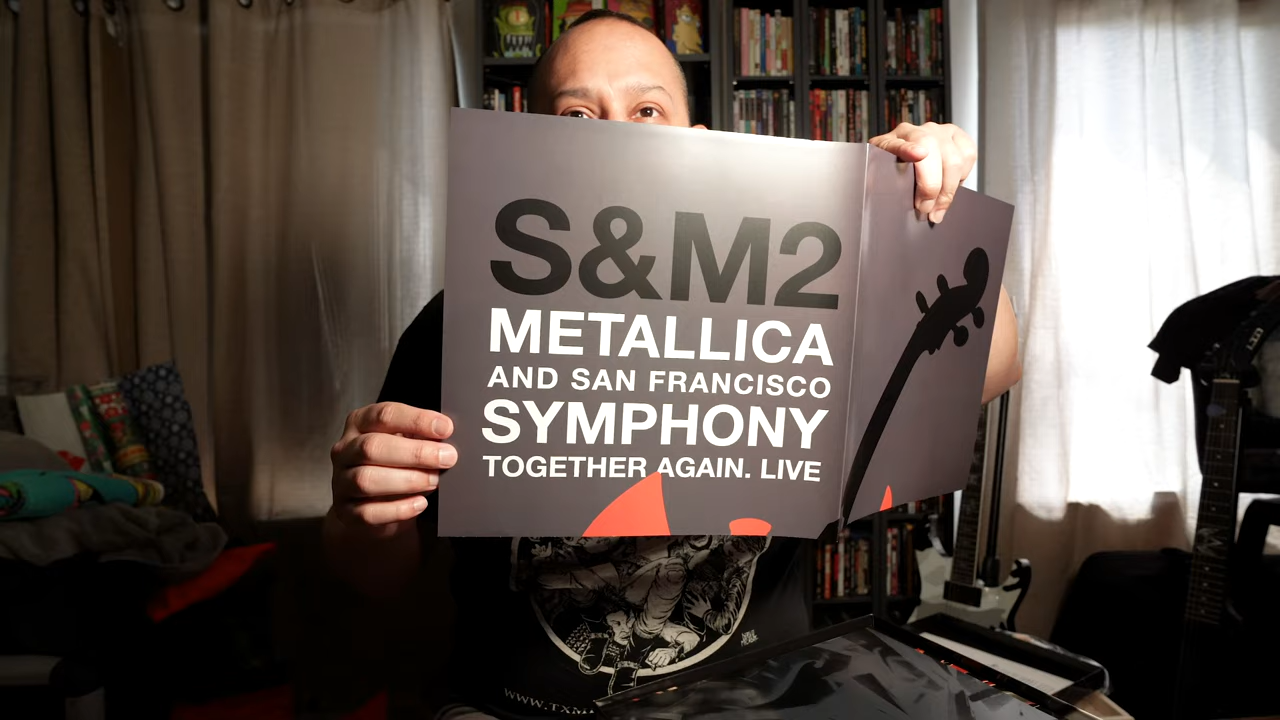 S&M2
METALLICA
AND SAN FRANCISCO
SYMPHONY
TOGETHER AGAIN. LIVE